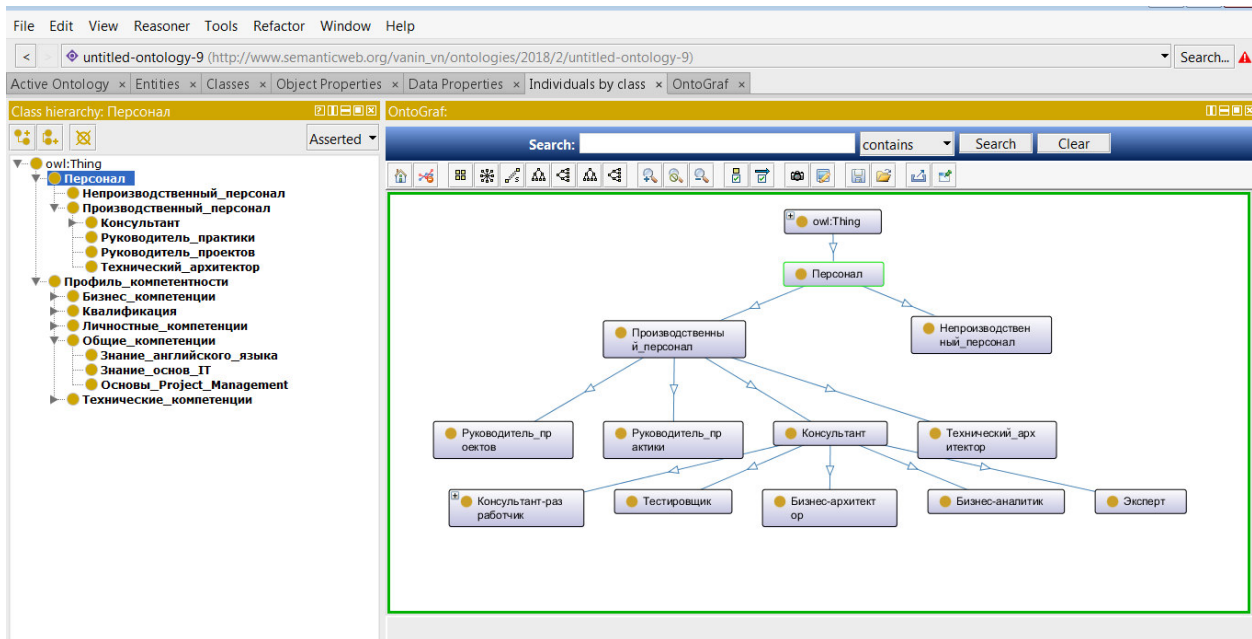 File Edit View Reasoner Tools Refactor Window Help
< > untitled-ontology-9 (http://www.semanticweb.org/vanin_vn/ontologies/2018/2/untitled-ontology-9) Search...
Active Ontology × Entities × Classes × Object Properties × Data Properties × Individuals by class × OntoGraf ×
Class hierarchy: Персонал
Asserted
owl:Thing
Персонал
Непроизводственный_персонал
Производственный_персонал
Консультант
Руководитель_практики
Руководитель_проектов
Технический_архитектор
Профиль_компетентности
Бизнес_компетенции
Квалификация
Личностные_компетенции
Общие_компетенции
Знание_английского_языка
Знание_основ_IT
Основы_Project_Management
Технические_компетенции
OntoGraf:
Search: contains Search Clear
owl:Thing
Персонал
Производственны
й_персонал
Непроизводствен
ный_персонал
Руководитель_пр
оектов
Руководитель_пр
актики
Консультант
Технический_арх
итектор
Консультант-раз
работчик
Тестировщик
Бизнес-архитект
ор
Бизнес-аналитик
Эксперт